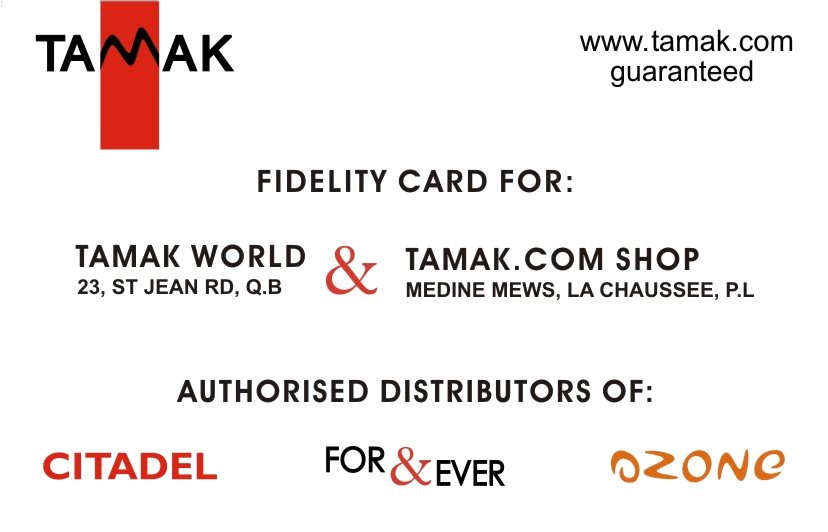 TAMAK
www.tamak.com
guaranteed
FIDELITY CARD FOR:
TAMAK WORLD & TAMAK.COM SHOP
23, ST JEAN RD, Q.B MEDINE MEWS, LA CHAUSSEE, P.L
AUTHORISED DISTRIBUTORS OF:
CITADEL FOR & EVER OZONE